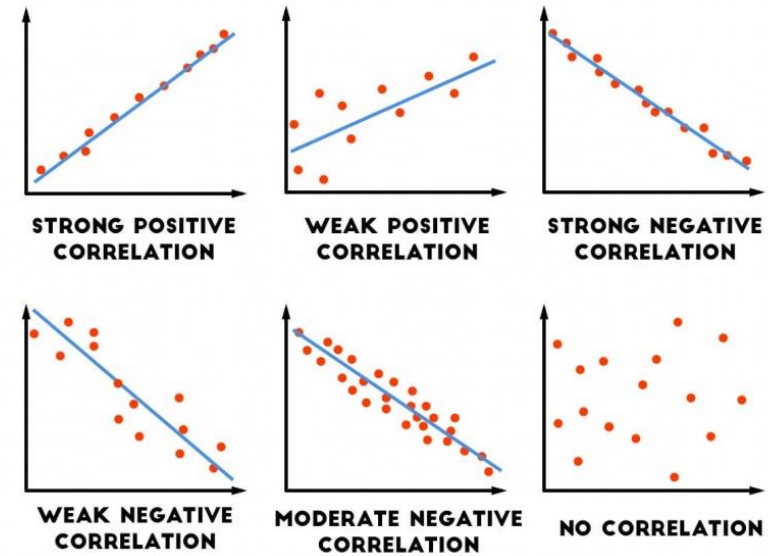 STRONG POSITIVE
CORRELATION
WEAK POSITIVE
CORRELATION
STRONG NEGATIVE
CORRELATION
WEAK NEGATIVE
CORRELATION
MODERATE NEGATIVE
CORRELATION
NO CORRELATION